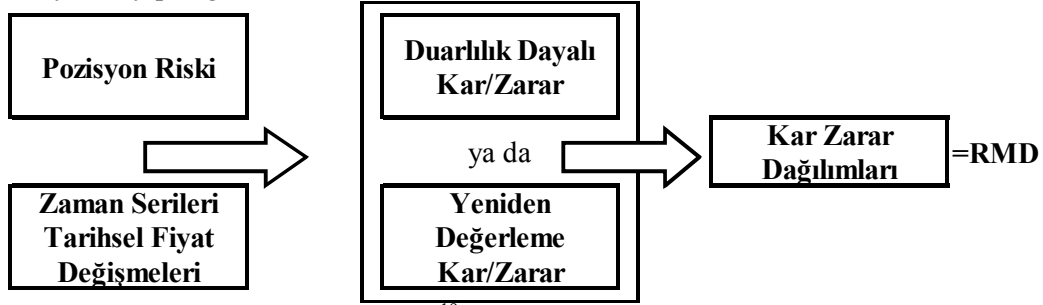 Pozisyon Riski
Zaman Serileri
Tarihsel Fiyat
Değişmeleri
Duarlılık Dayalı
Kar/Zarar
ya da
Yeniden
Değerleme
Kar/Zarar
Kar Zarar
Dağılımları
=RMD